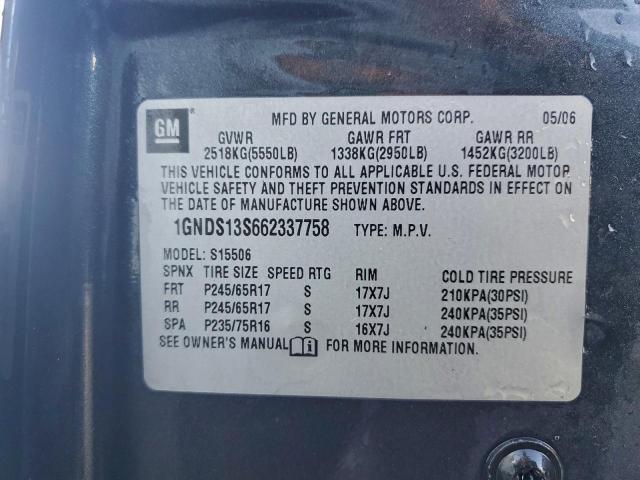 GM MFD BY GENERAL MOTORS CORP. 05/06
GVWR GAWR FRT GAWR RR
2518KG(5550LB) 1338KG(2950LB) 1452KG(3200LB)
THIS VEHICLE CONFORMS TO ALL APPLICABLE U.S. FEDERAL MOTOR
VEHICLE SAFETY AND THEFT PREVENTION STANDARDS IN EFFECT ON
THE DATE OF MANUFACTURE SHOWN ABOVE.
1GNDS13S662337758 TYPE: M.P.V.
MODEL: S15506
SPNX TIRE SIZE SPEED RTG RIM COLD TIRE PRESSURE
FRT P245/65R17 S 17X7J 210KPA(30PSI)
RR P245/65R17 S 17X7J 240KPA(35PSI)
SPA P235/75R16 S 16X7J 240KPA(35PSI)
SEE OWNER'S MANUAL FOR MORE INFORMATION.